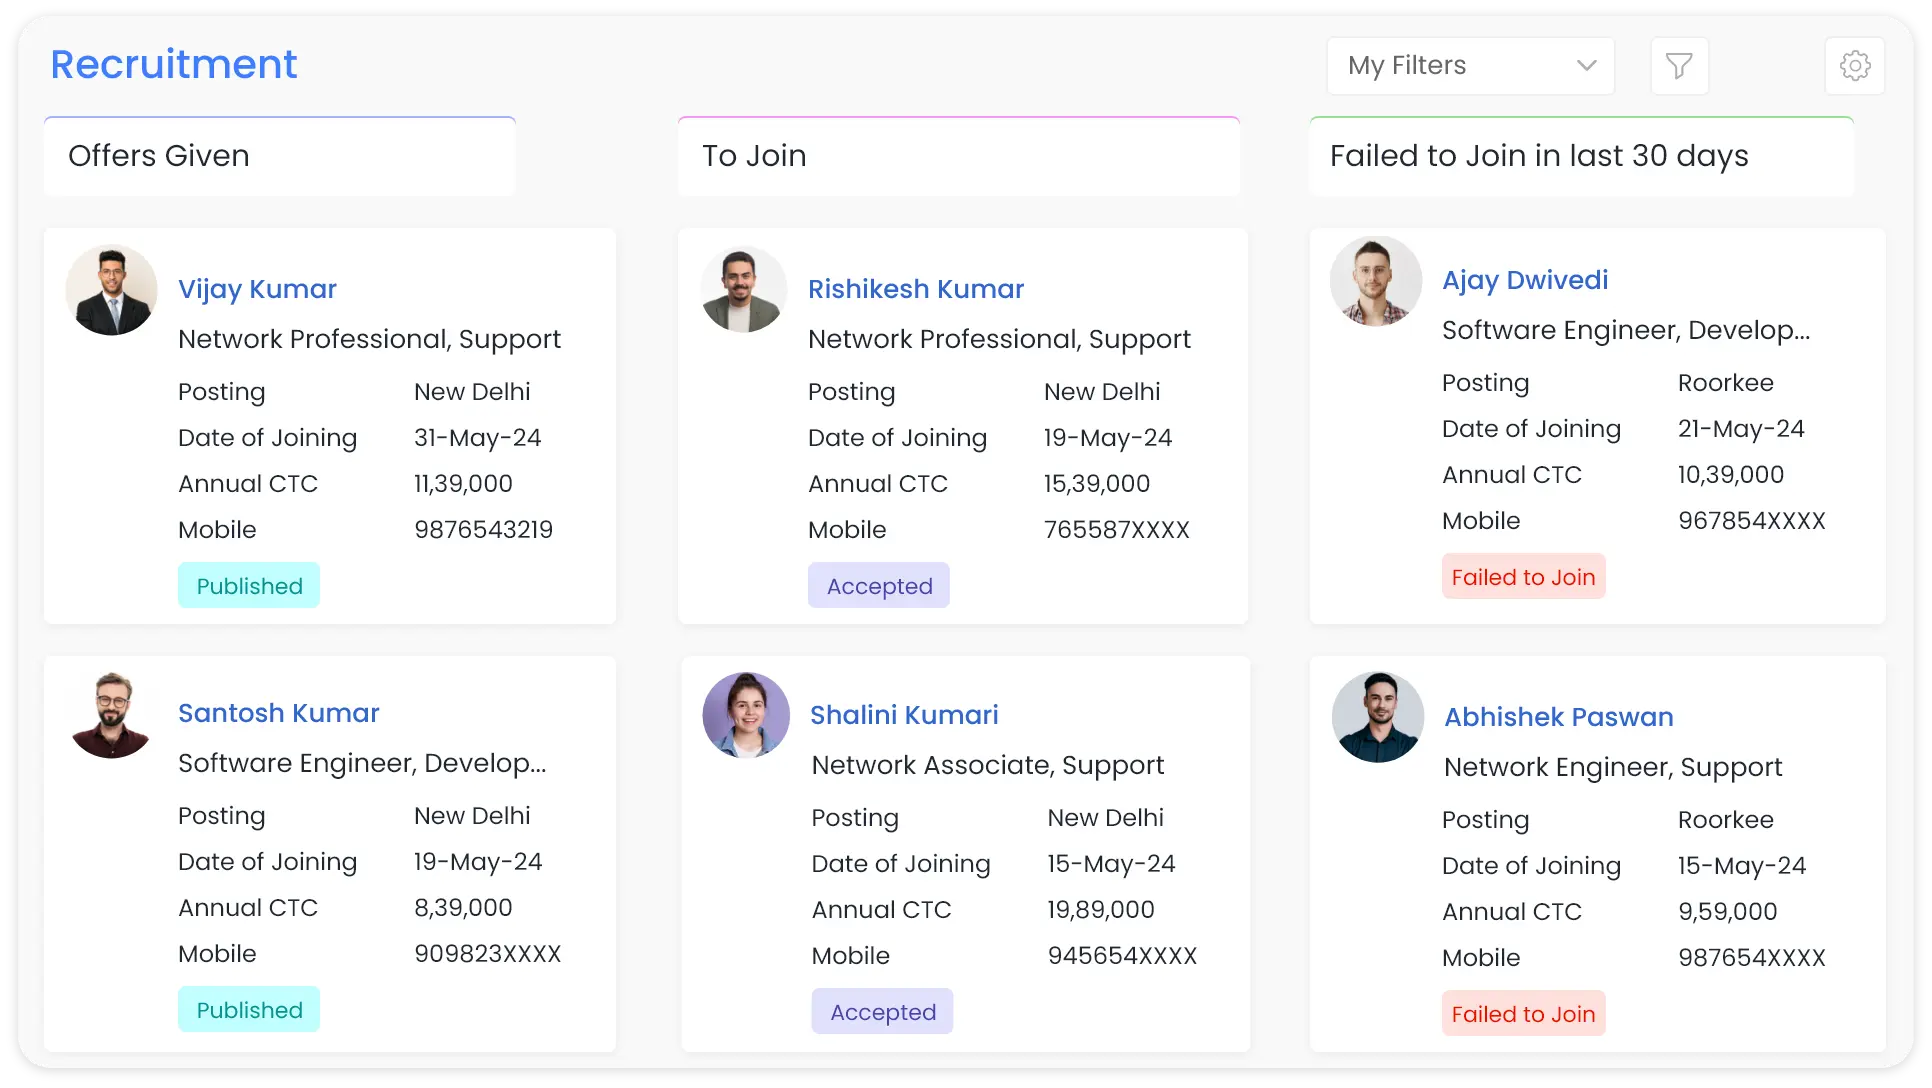 Recruitment
My Filters
Offers Given
Vijay Kumar
Network Professional, Support
Posting New Delhi
Date of Joining 31-May-24
Annual CTC 11,39,000
Mobile 9876543219
Published
Santosh Kumar
Software Engineer, Develop...
Posting New Delhi
Date of Joining 19-May-24
Annual CTC 8,39,000
Mobile 909823XXXX
Published
To Join
Rishikesh Kumar
Network Professional, Support
Posting New Delhi
Date of Joining 19-May-24
Annual CTC 15,39,000
Mobile 765587XXXX
Accepted
Shalini Kumari
Network Associate, Support
Posting New Delhi
Date of Joining 15-May-24
Annual CTC 19,89,000
Mobile 945654XXXX
Accepted
Failed to Join in last 30 days
Ajay Dwivedi
Software Engineer, Develop...
Posting Roorkee
Date of Joining 21-May-24
Annual CTC 10,39,000
Mobile 967854XXXX
Failed to Join
Abhishek Paswan
Network Engineer, Support
Posting Roorkee
Date of Joining 15-May-24
Annual CTC 9,59,000
Mobile 987654XXXX
Failed to Join